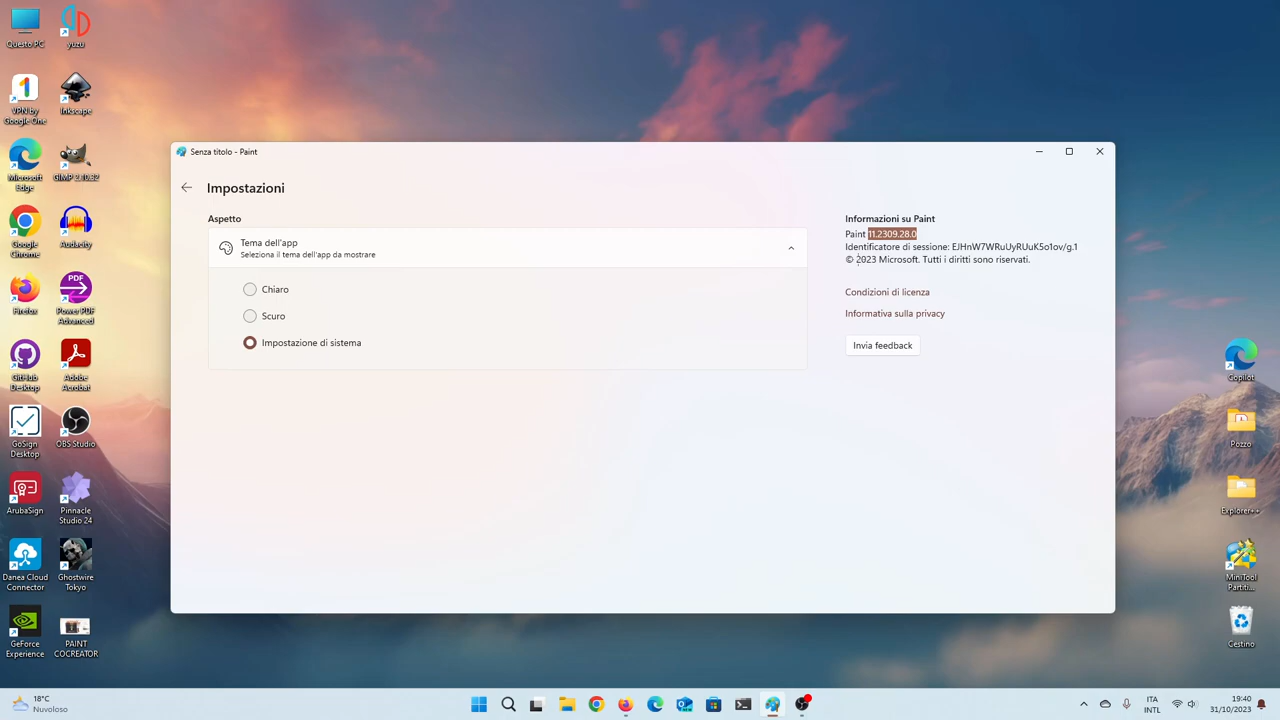 Questo PC
yuzu
VPN by
Google One
Inkscape
Microsoft
Edge
GIMP 2.10.32
Google
Chrome
Audacity
Firefox
PDF
Power PDF
Advanced
GitHub
Desktop
Adobe
Acrobat
GoSign
Desktop
OBS Studio
ArubaSign
Pinnacle
Studio 24
Danea Cloud
Connector
Ghostwire
Tokyo
GeForce
Experience
PAINT
COCREATOR
Senza titolo - Paint
Impostazioni
Aspetto
Tema dell'app
Seleziona il tema dell'app da mostrare
Chiaro
Scuro
Impostazione di sistema
Informazioni su Paint
Paint 11.2309.28.0
Identificatore di sessione: EJHnW7WRuUyRUuK5o1ov/g.1
© 2023 Microsoft. Tutti i diritti sono riservati.
Condizioni di licenza
Informativa sulla privacy
Invia feedback
Copilot
Pozzo
Explorer++
MiniTool
Partiti...
Cestino
18°C
Nuvoloso
ITA
INTL
19:40
31/10/2023